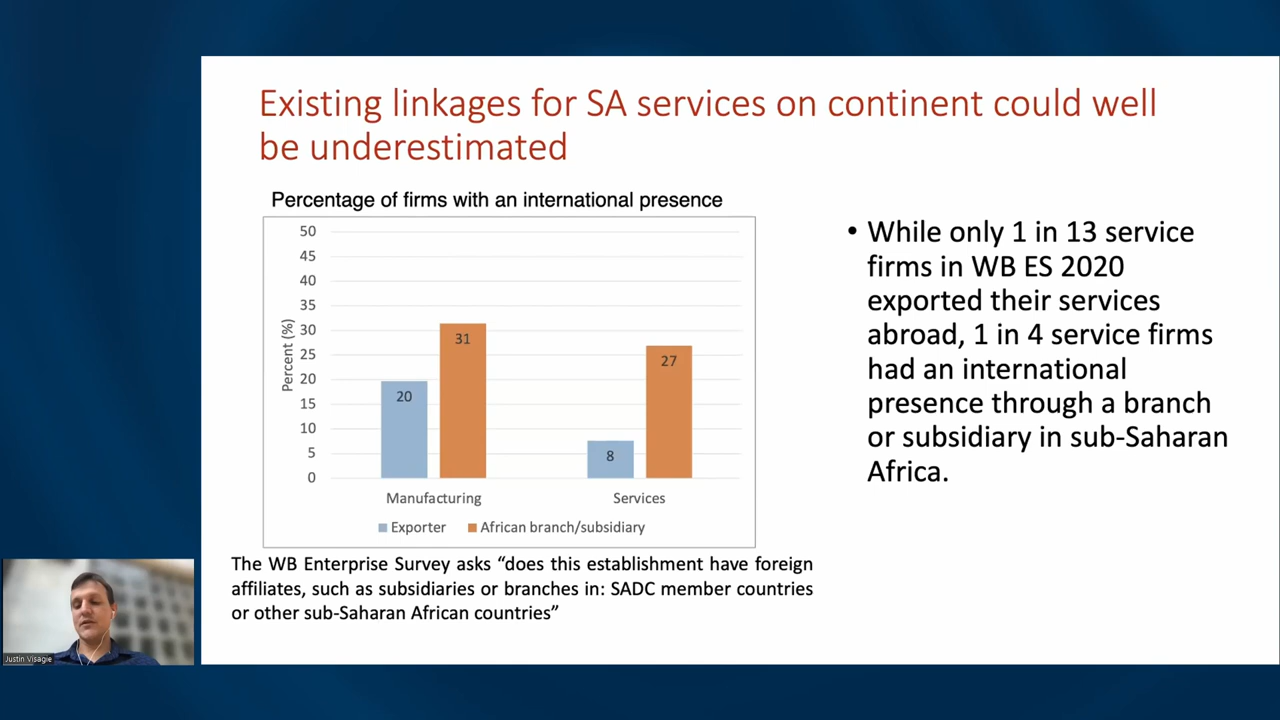 Existing linkages for SA services on continent could well
be underestimated
Percentage of firms with an international presence
50
45
40
35
30
25
20
15
10
5
0
Percent (%)
20
31
8
27
Manufacturing
Services
Exporter
African branch/subsidiary
The WB Enterprise Survey asks “does this establishment have foreign
affiliates, such as subsidiaries or branches in: SADC member countries
or other sub-Saharan African countries”
• While only 1 in 13 service
firms in WB ES 2020
exported their services
abroad, 1 in 4 service firms
had an international
presence through a branch
or subsidiary in sub-Saharan
Africa.
Justin Visagie